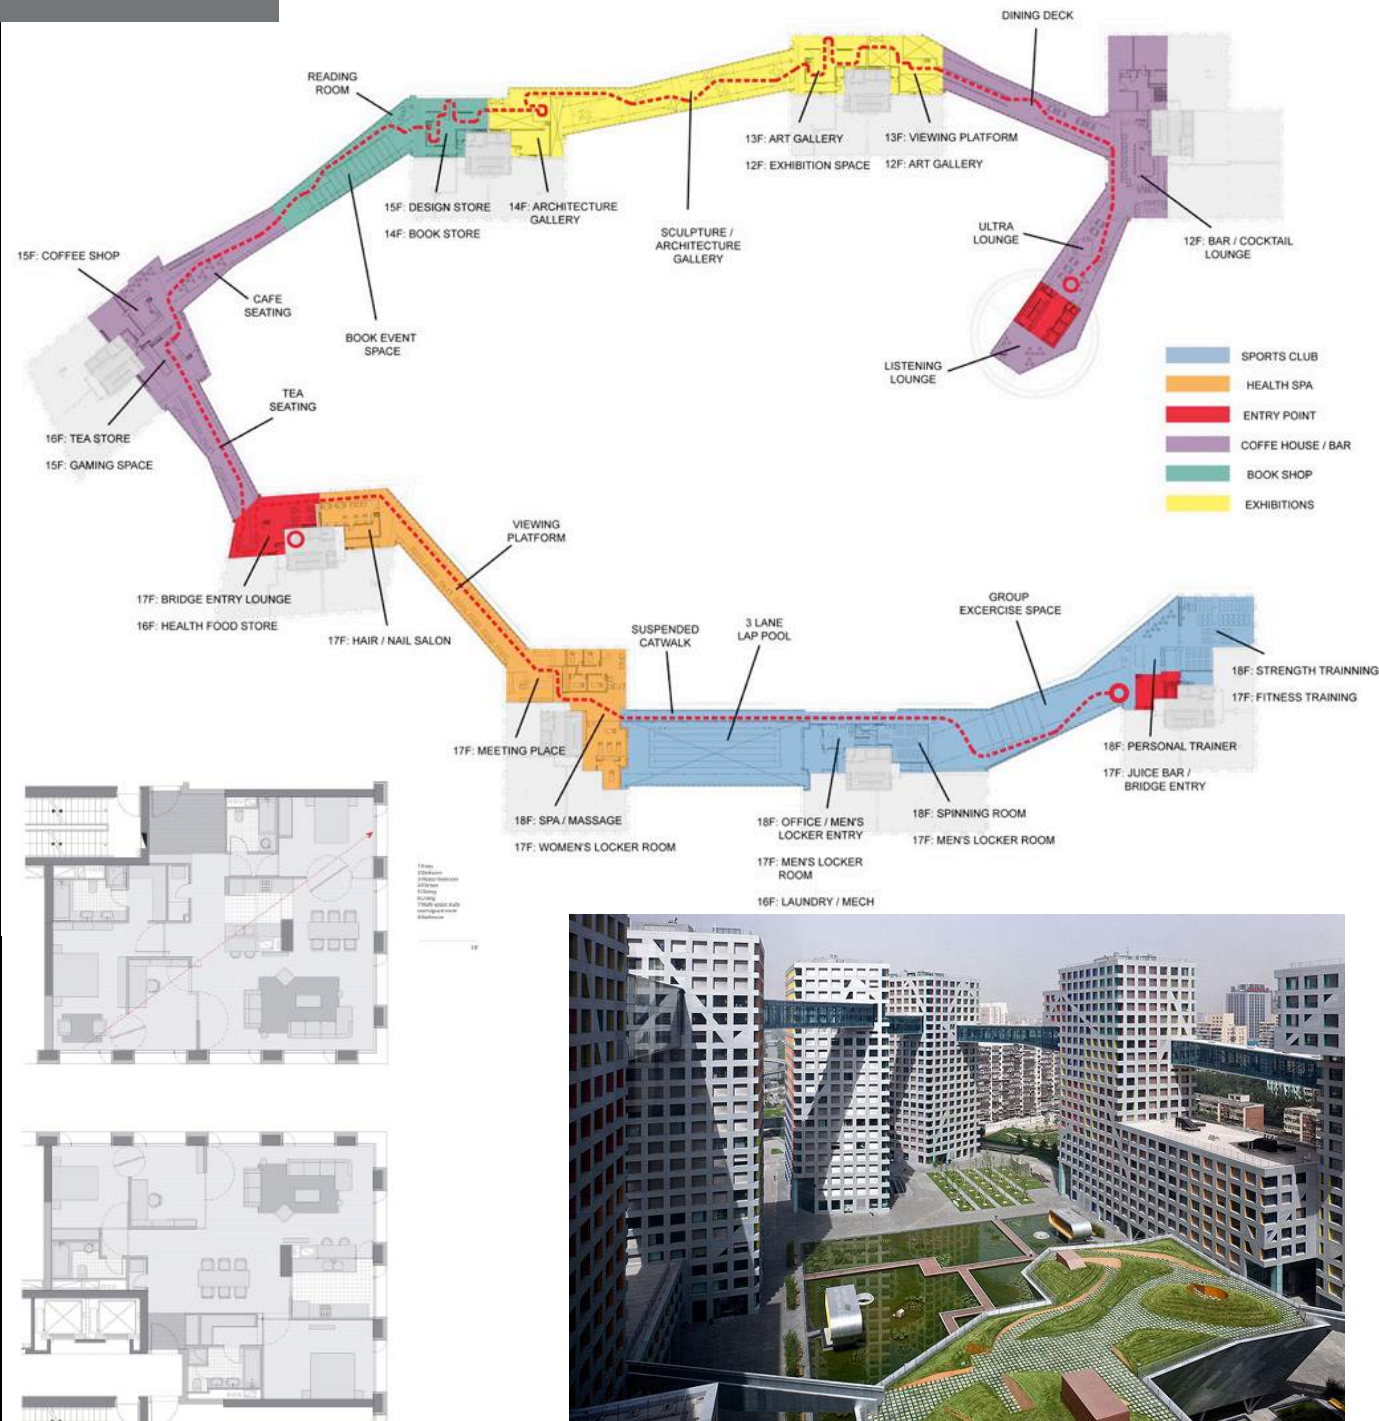 DINING DECK
READING
ROOM
13F: ART GALLERY
12F: EXHIBITION SPACE
13F: VIEWING PLATFORM
12F: ART GALLERY
15F: DESIGN STORE
14F: BOOK STORE
14F: ARCHITECTURE
GALLERY
SCULPTURE /
ARCHITECTURE
GALLERY
ULTRA
LOUNGE
12F: BAR / COCKTAIL
LOUNGE
15F: COFFEE SHOP
CAFE
SEATING
BOOK EVENT
SPACE
LISTENING
LOUNGE
SPORTS CLUB
HEALTH SPA
ENTRY POINT
COFFE HOUSE / BAR
BOOK SHOP
EXHIBITIONS
TEA
SEATING
16F: TEA STORE
15F: GAMING SPACE
VIEWING
PLATFORM
17F: BRIDGE ENTRY LOUNGE
16F: HEALTH FOOD STORE
17F: HAIR / NAIL SALON
SUSPENDED
CATWALK
3 LANE
LAP POOL
GROUP
EXCERCISE SPACE
18F: STRENGTH TRAINNING
17F: FITNESS TRAINING
17F: MEETING PLACE
18F: PERSONAL TRAINER
17F: JUICE BAR /
BRIDGE ENTRY
18F: SPA / MASSAGE
17F: WOMEN'S LOCKER ROOM
18F: OFFICE / MEN'S
LOCKER ENTRY
17F: MEN'S LOCKER
ROOM
16F: LAUNDRY / MECH
18F: SPINNING ROOM
17F: MEN'S LOCKER ROOM